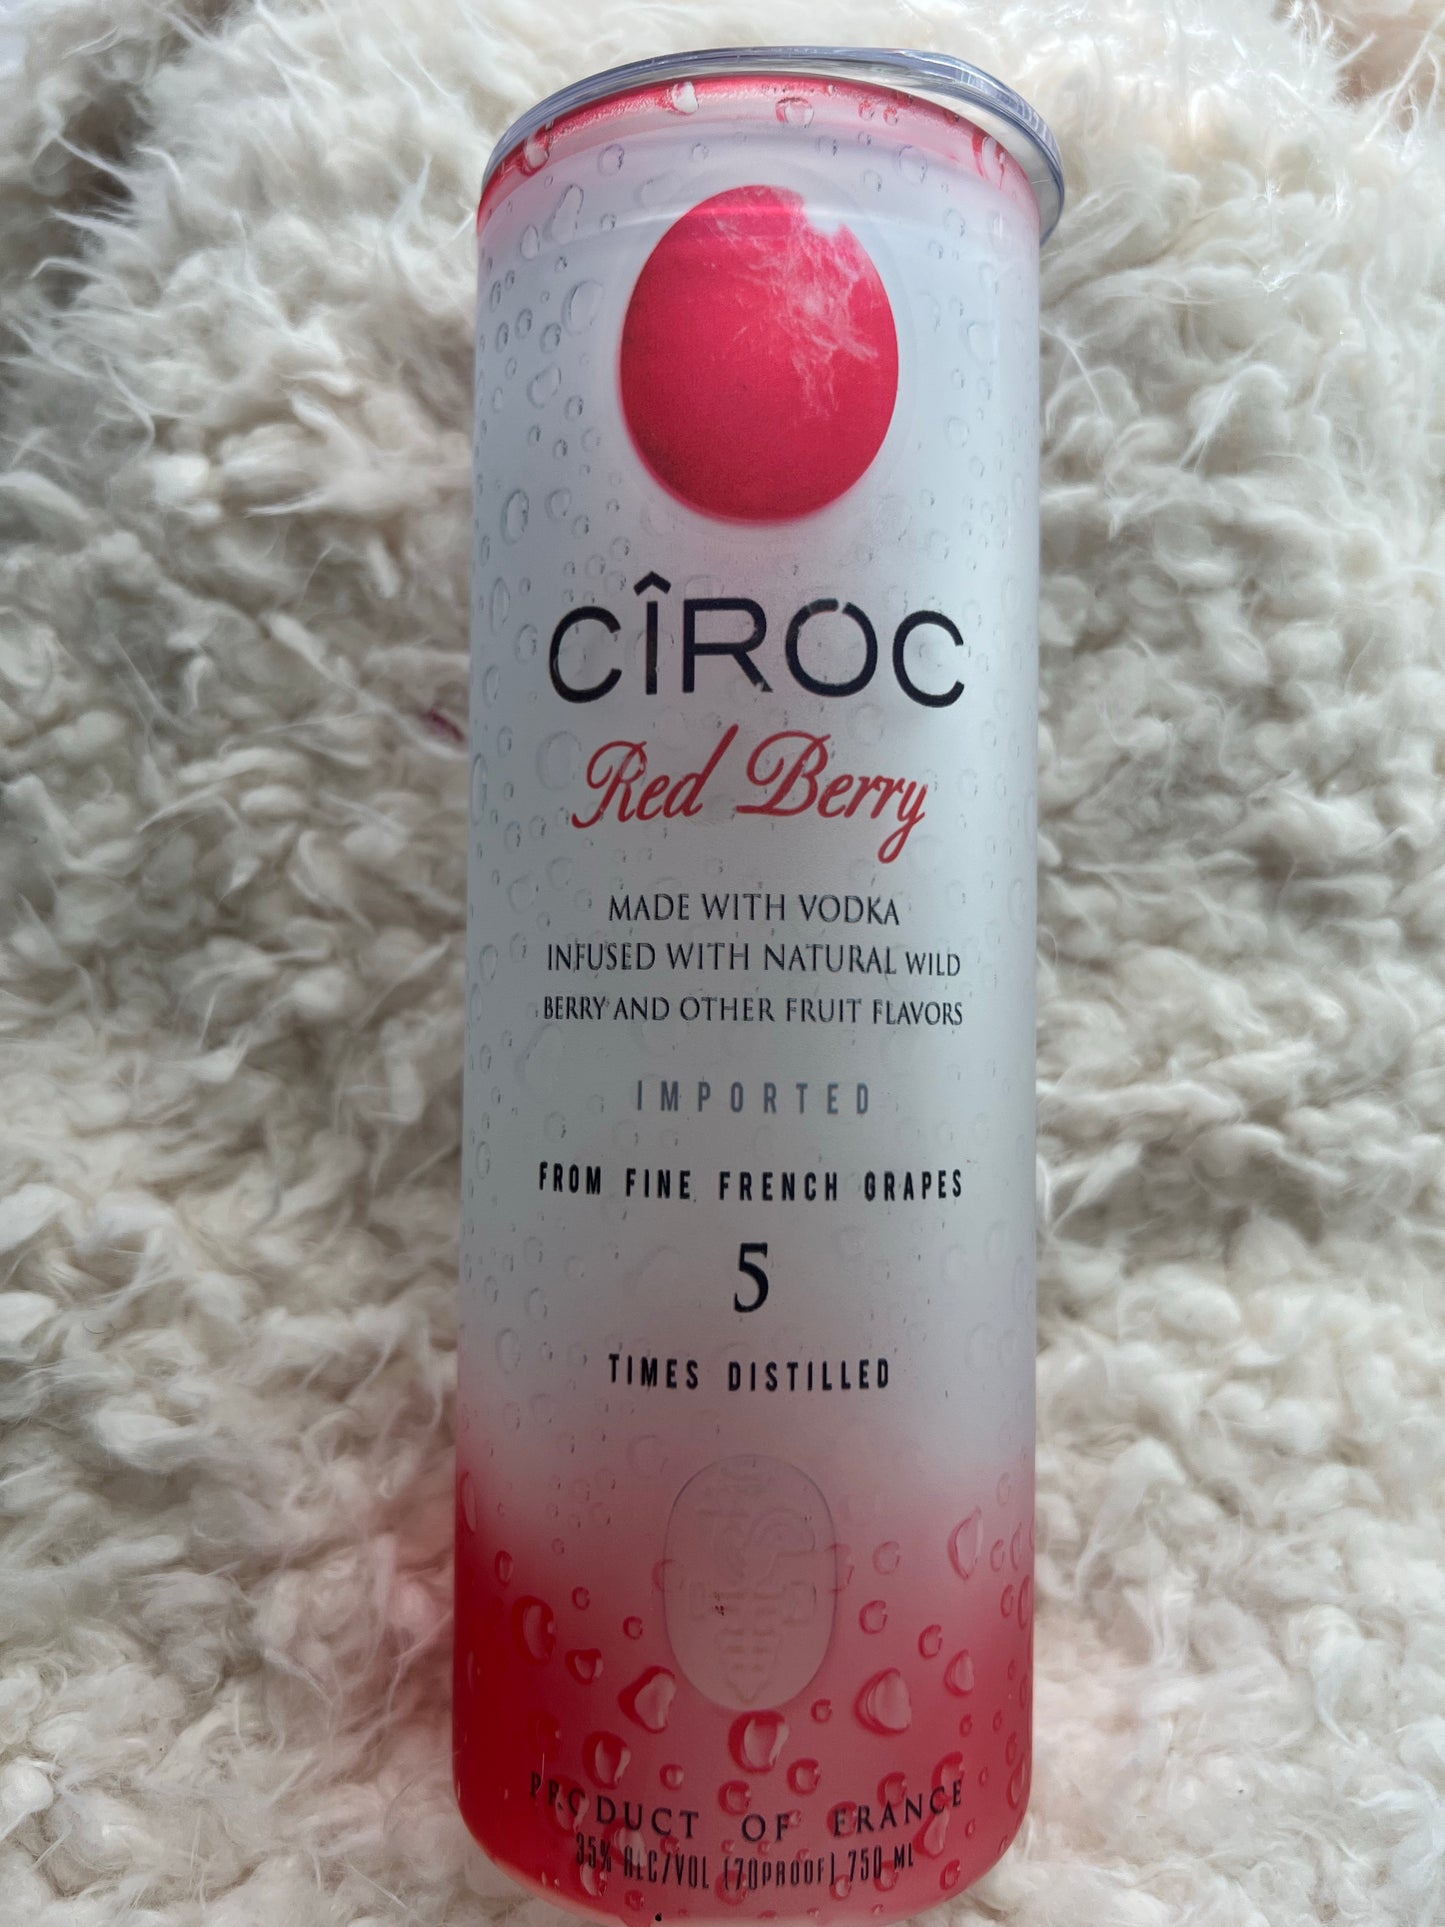 CÎROC
Red Berry
MADE WITH VODKA
INFUSED WITH NATURAL WILD
BERRY AND OTHER FRUIT FLAVORS
IMPORTED
FROM FINE FRENCH GRAPES
5
TIMES DISTILLED
PRODUCT OF FRANCE
35% ALC/VOL (70PROOF) 750 ML